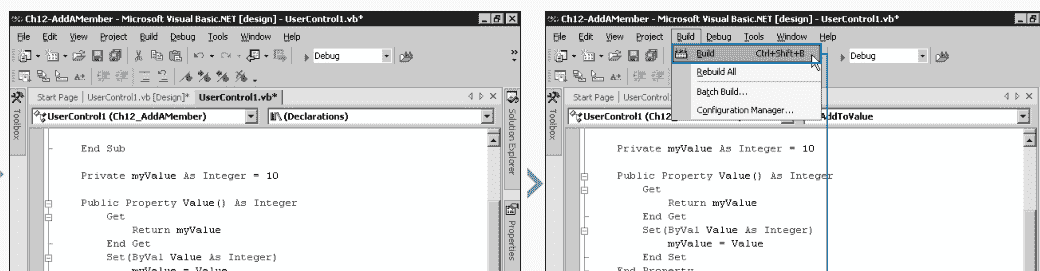 Ch12-AddAMember - Microsoft Visual Basic.NET [design] - UserControl1.vb*
File Edit View Project Build Debug Tools Window Help
Debug
Start Page UserControl1.vb [Design]* UserControl1.vb*
Toolbox
UserControl1 (Ch12_AddAMember) (Declarations)
Solution Explorer
Properties
End Sub
Private myValue As Integer = 10
Public Property Value() As Integer
Get
Return myValue
End Get
Set(ByVal Value As Integer)
myValue = Value
Ch12-AddAMember - Microsoft Visual Basic.NET [design] - UserControl1.vb*
File Edit View Project Build Debug Tools Window Help
Build Ctrl+Shift+B
Rebuild All
Batch Build...
Configuration Manager...
Debug
Start Page UserControl
Toolbox
UserControl1 (Ch12 AddToValue
Private myValue As Integer = 10
Public Property Value() As Integer
Get
Return myValue
End Get
Set(ByVal Value As Integer)
myValue = Value
End Set
End Property